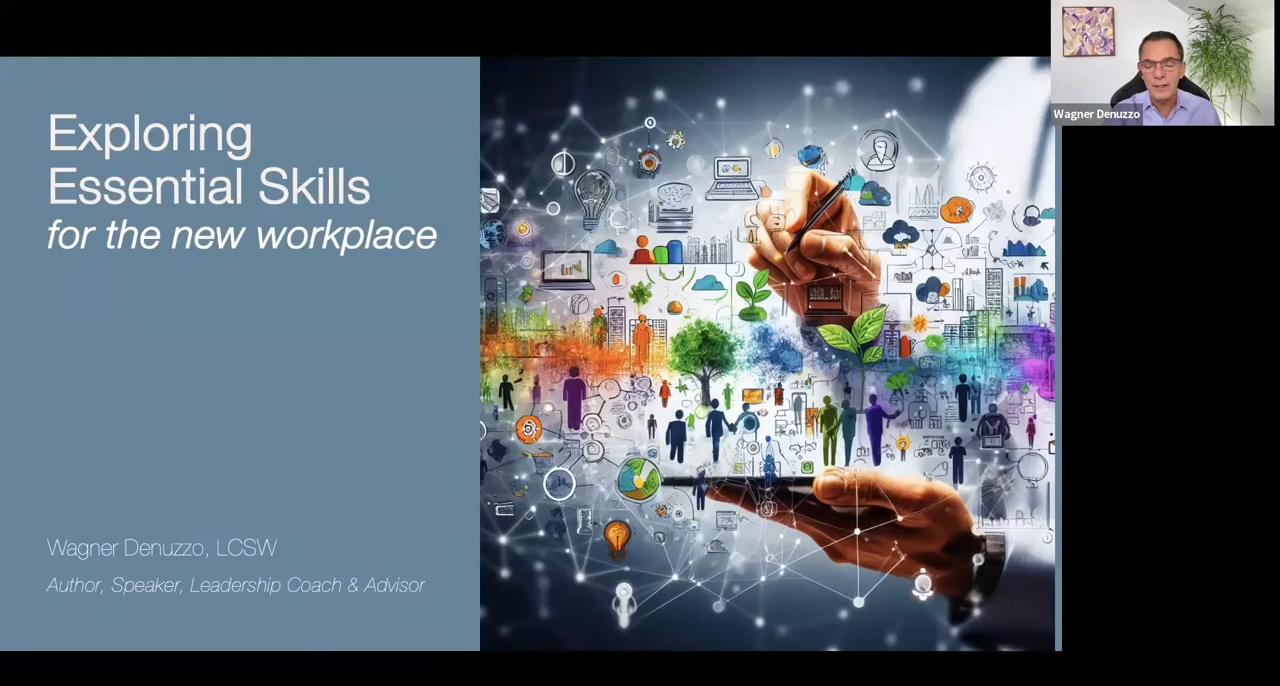 Exploring
Essential Skills
for the new workplace
Wagner Denuzzo, LCSW
Author, Speaker, Leadership Coach & Advisor
Wagner Denuzzo